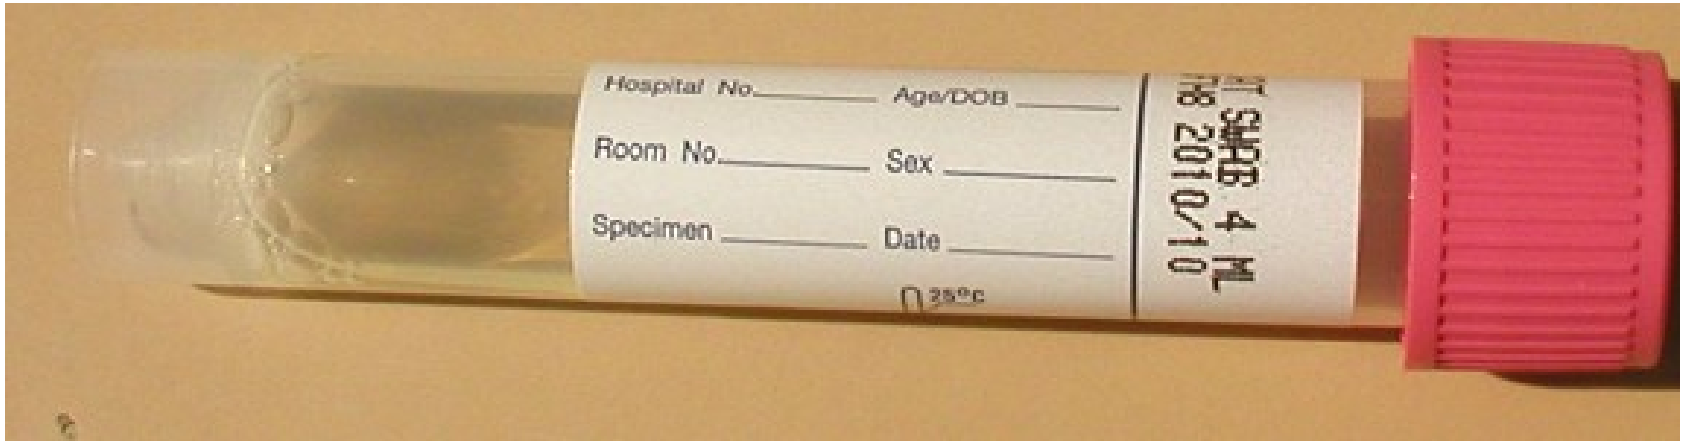 Hospital No. Age/DOB
Room No. Sex
Specimen Date
25°C
SWAB 4 ML
2010/10